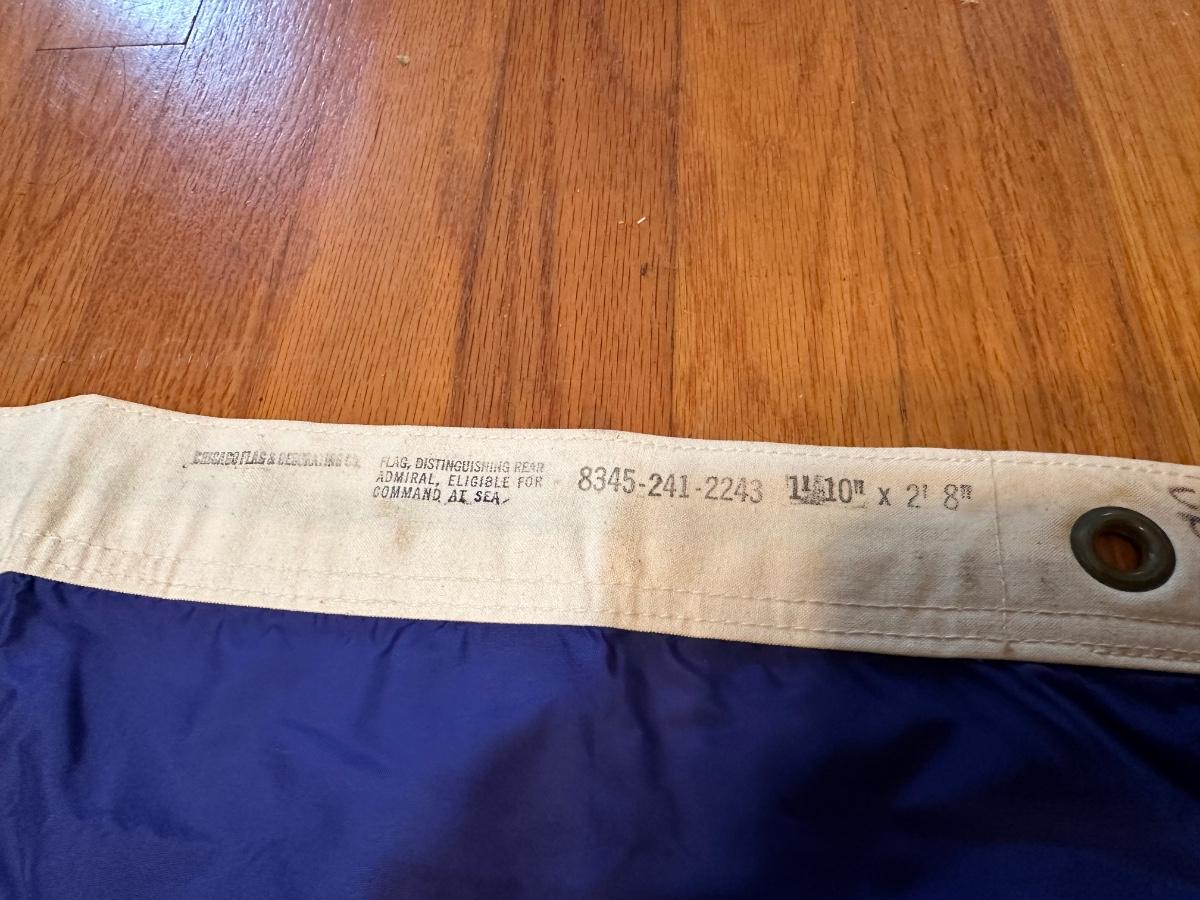 CHICAGO FLAG & DECORATING CO.
FLAG, DISTINGUISHING REAR
ADMIRAL, ELIGIBLE FOR
COMMAND AT SEA
8345-241-2243 1' 10" x 2' 8"